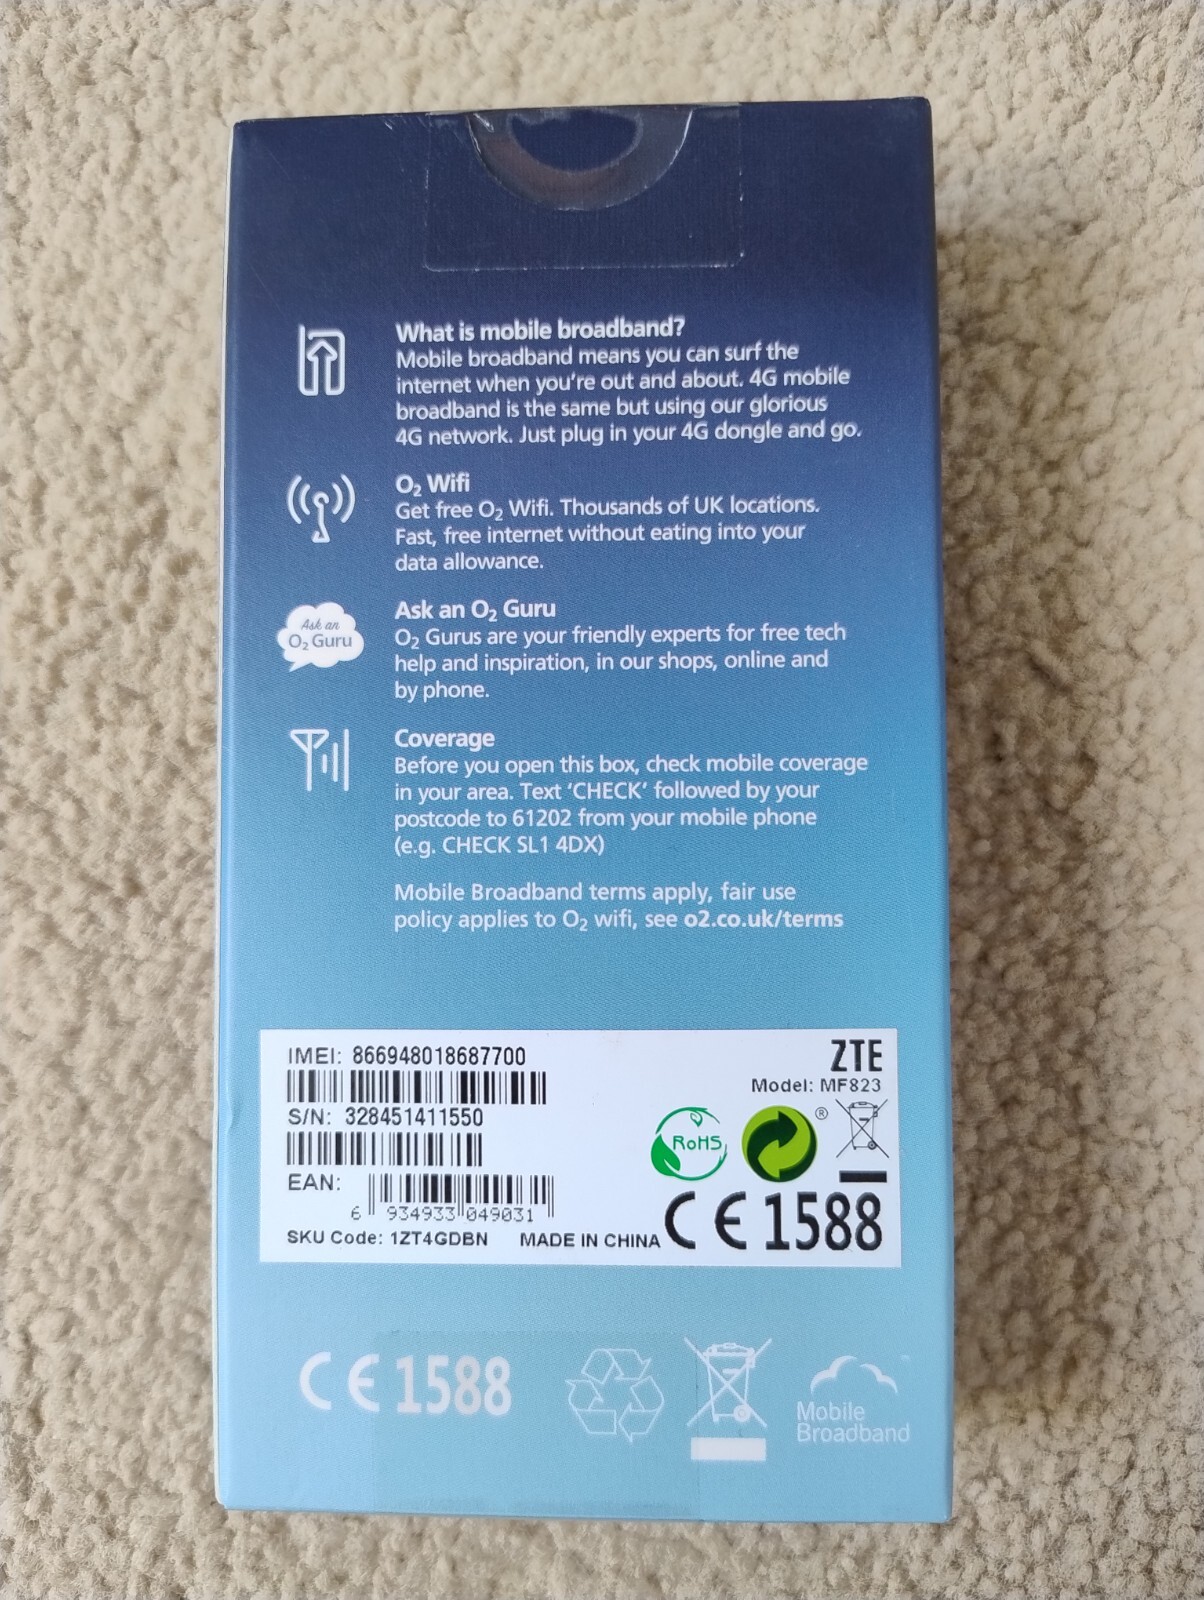 What is mobile broadband?
Mobile broadband means you can surf the
internet when you're out and about. 4G mobile
broadband is the same but using our glorious
4G network. Just plug in your 4G dongle and go.
O2 Wifi
Get free O2 Wifi. Thousands of UK locations.
Fast, free internet without eating into your
data allowance.
Ask an
O2 Guru
Ask an O2 Guru
O2 Gurus are your friendly experts for free tech
help and inspiration, in our shops, online and
by phone.
Coverage
Before you open this box, check mobile coverage
in your area. Text 'CHECK' followed by your
postcode to 61202 from your mobile phone
(e.g. CHECK SL1 4DX)
Mobile Broadband terms apply, fair use
policy applies to O2 wifi, see o2.co.uk/terms
IMEI: 866948018687700
S/N: 328451411550
EAN:
6 934933 049031
SKU Code: 1ZT4GDBN
MADE IN CHINA
ZTE
Model: MF823
RoHS
®
CE 1588
CE 1588
Mobile
Broadband